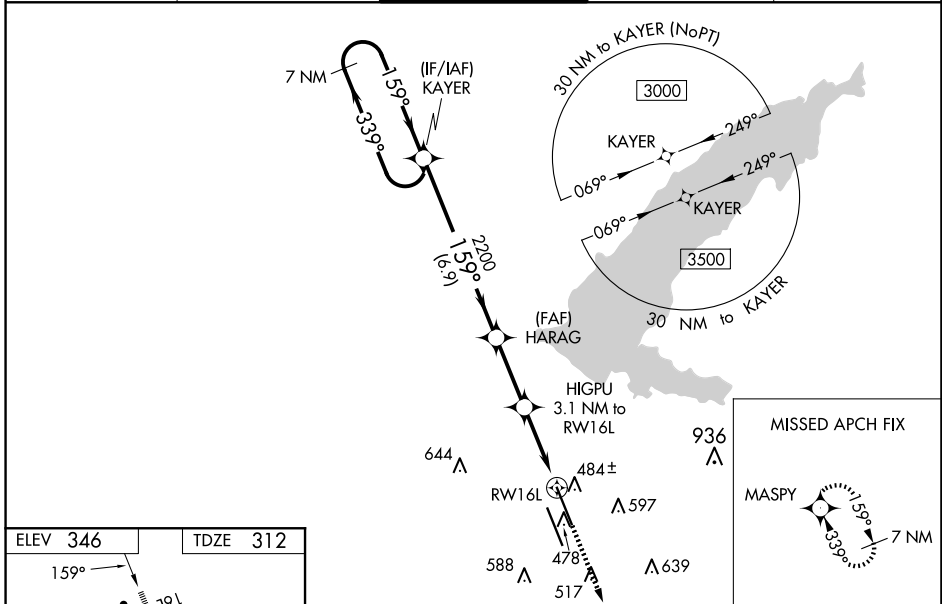 30 NM to KAYER (NoPT)
(IF/IAF)
KAYER
7 NM
159°
339°
3000
249°
KAYER
069°
249°
KAYER
069°
3500
30 NM to KAYER
2200
159°
(6.9)
(FAF)
HARAG
HIGPU
3.1 NM to
RW16L
936
644
484±
RW16L
597
478
588
517
639
MISSED APCH FIX
MASPY
159°
339°
7 NM
ELEV 346
TDZE 312
159°